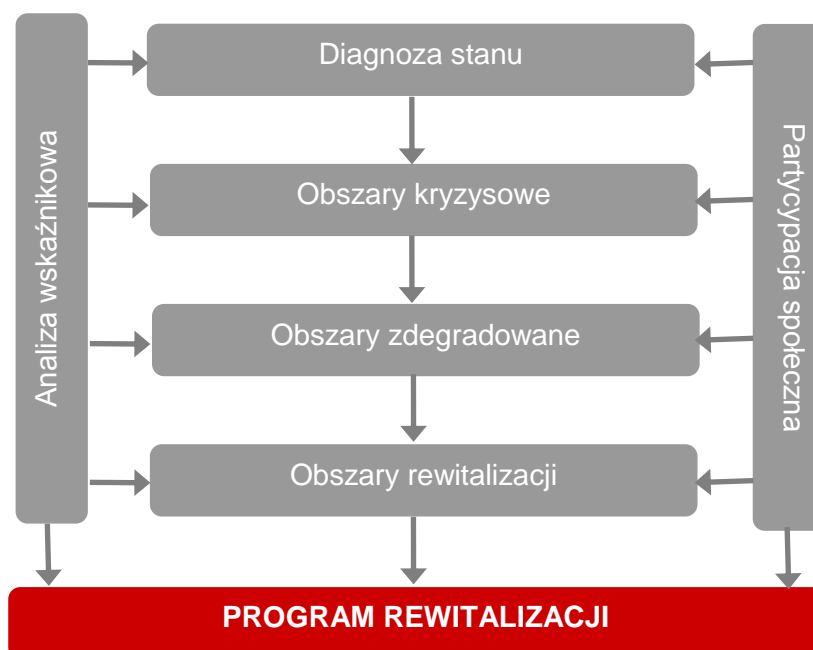 Diagnoza stanu
Obszary kryzysowe
Obszary zdegradowane
Obszary rewitalizacji
Analiza wskaźnikowa
Partycypacja społeczna
PROGRAM REWITALIZACJI